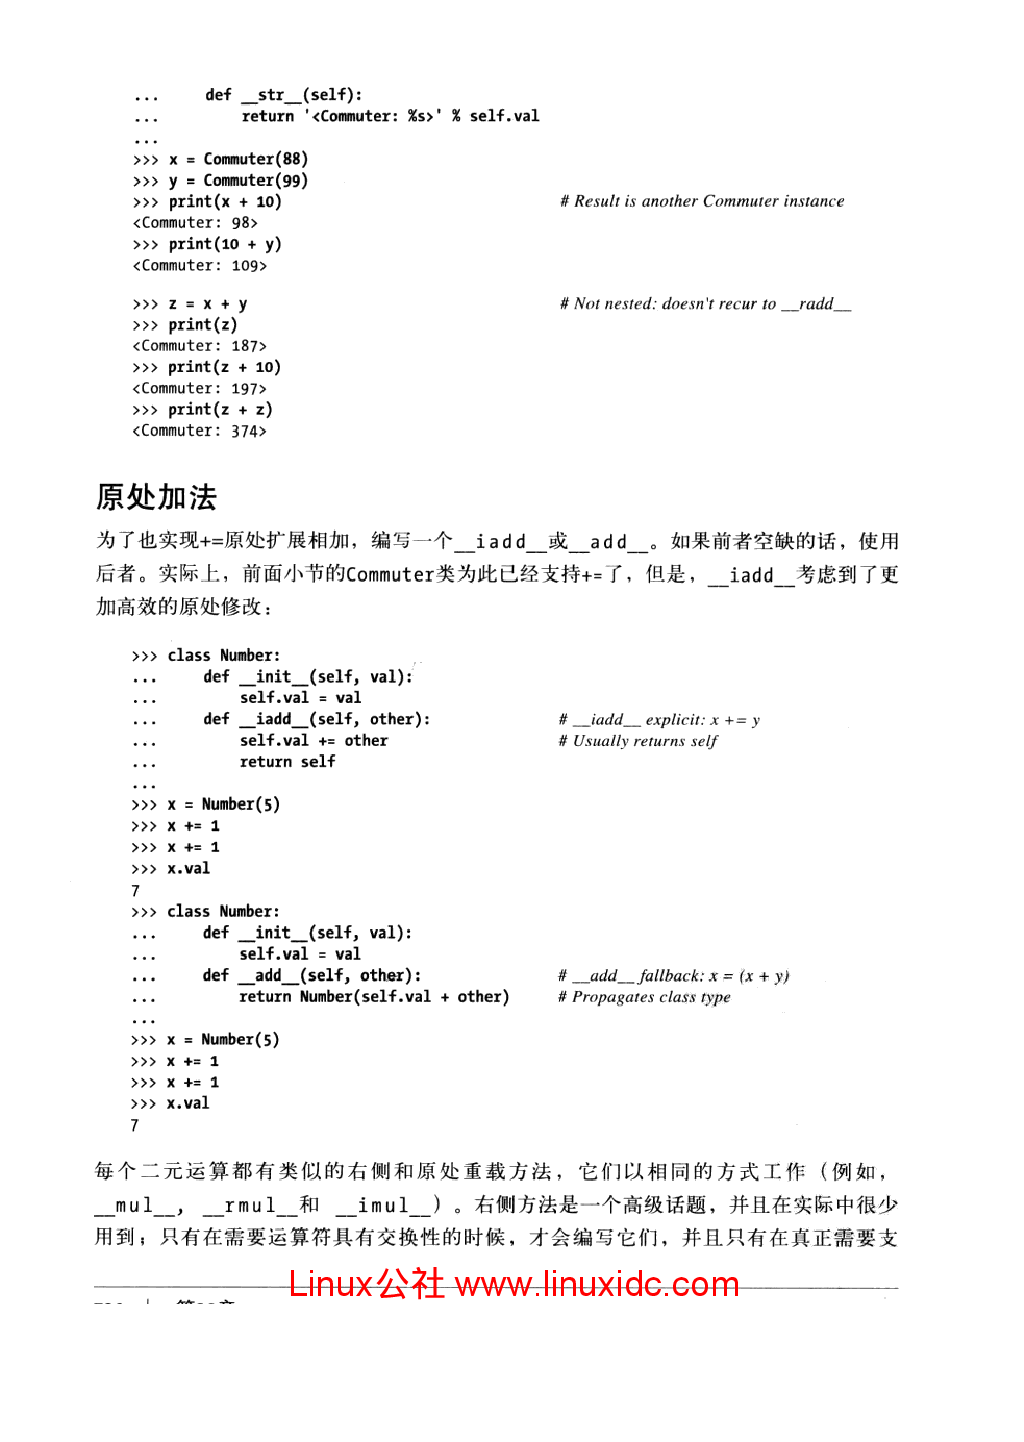 ...     def __str__(self):
...         return '<Commuter: %s>' % self.val
...
>>> x = Commuter(88)
>>> y = Commuter(99)
>>> print(x + 10)    # Result is another Commuter instance
<Commuter: 98>
>>> print(10 + y)
<Commuter: 109>
>>> z = x + y    # Not nested: doesn't recur to __radd__
>>> print(z)
<Commuter: 187>
>>> print(z + 10)
<Commuter: 197>
>>> print(z + z)
<Commuter: 374>
原处加法
为了也实现+=原处扩展相加，编写一个__iadd__或__add__。如果前者空缺的话，使用
后者。实际上，前面小节的Commuter类为此已经支持+=了，但是，__iadd__考虑到了更
加高效的原处修改：
>>> class Number:
...     def __init__(self, val):
...         self.val = val
...     def __iadd__(self, other):    # __iadd__ explicit: x += y
...         self.val += other    # Usually returns self
...         return self
...
>>> x = Number(5)
>>> x += 1
>>> x += 1
>>> x.val
7
>>> class Number:
...     def __init__(self, val):
...         self.val = val
...     def __add__(self, other):    # __add__ fallback: x = (x + y)
...         return Number(self.val + other)    # Propagates class type
...
>>> x = Number(5)
>>> x += 1
>>> x += 1
>>> x.val
7
每个二元运算都有类似的右侧和原处重载方法，它们以相同的方式工作（例如，
__mul__，__rmul__和 __imul__）。右侧方法是一个高级话题，并且在实际中很少
用到；只有在需要运算符具有交换性的时候，才会编写它们，并且只有在真正需要支
Linux公社 www.linuxidc.com